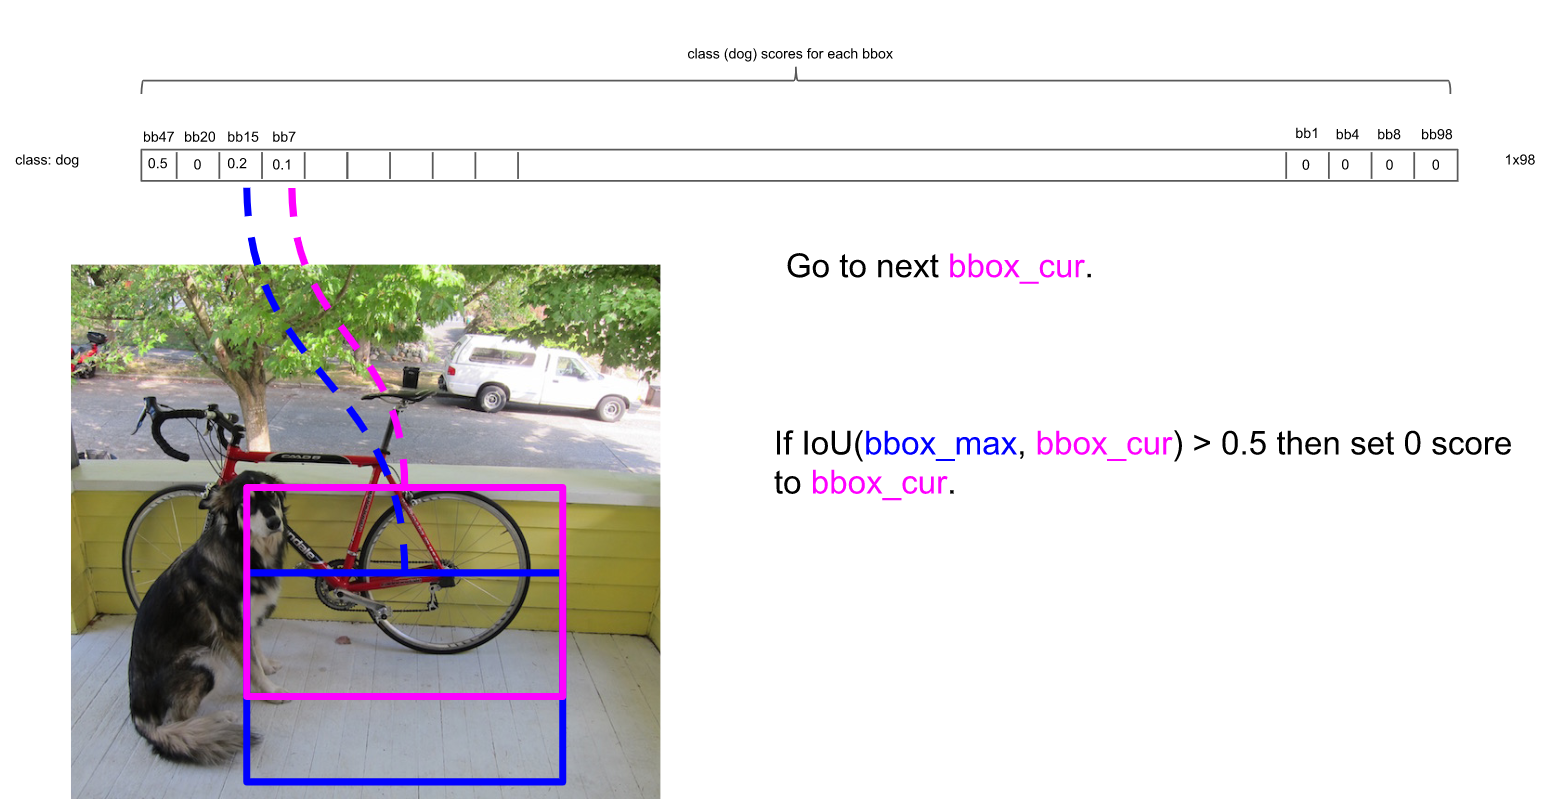 class (dog) scores for each bbox
bb47 bb20 bb15 bb7 bb1 bb4 bb8 bb98
class: dog 0.5 0 0.2 0.1 0 0 0 0 1x98
Go to next bbox_cur.
If IoU(bbox_max, bbox_cur) > 0.5 then set 0 score
to bbox_cur.